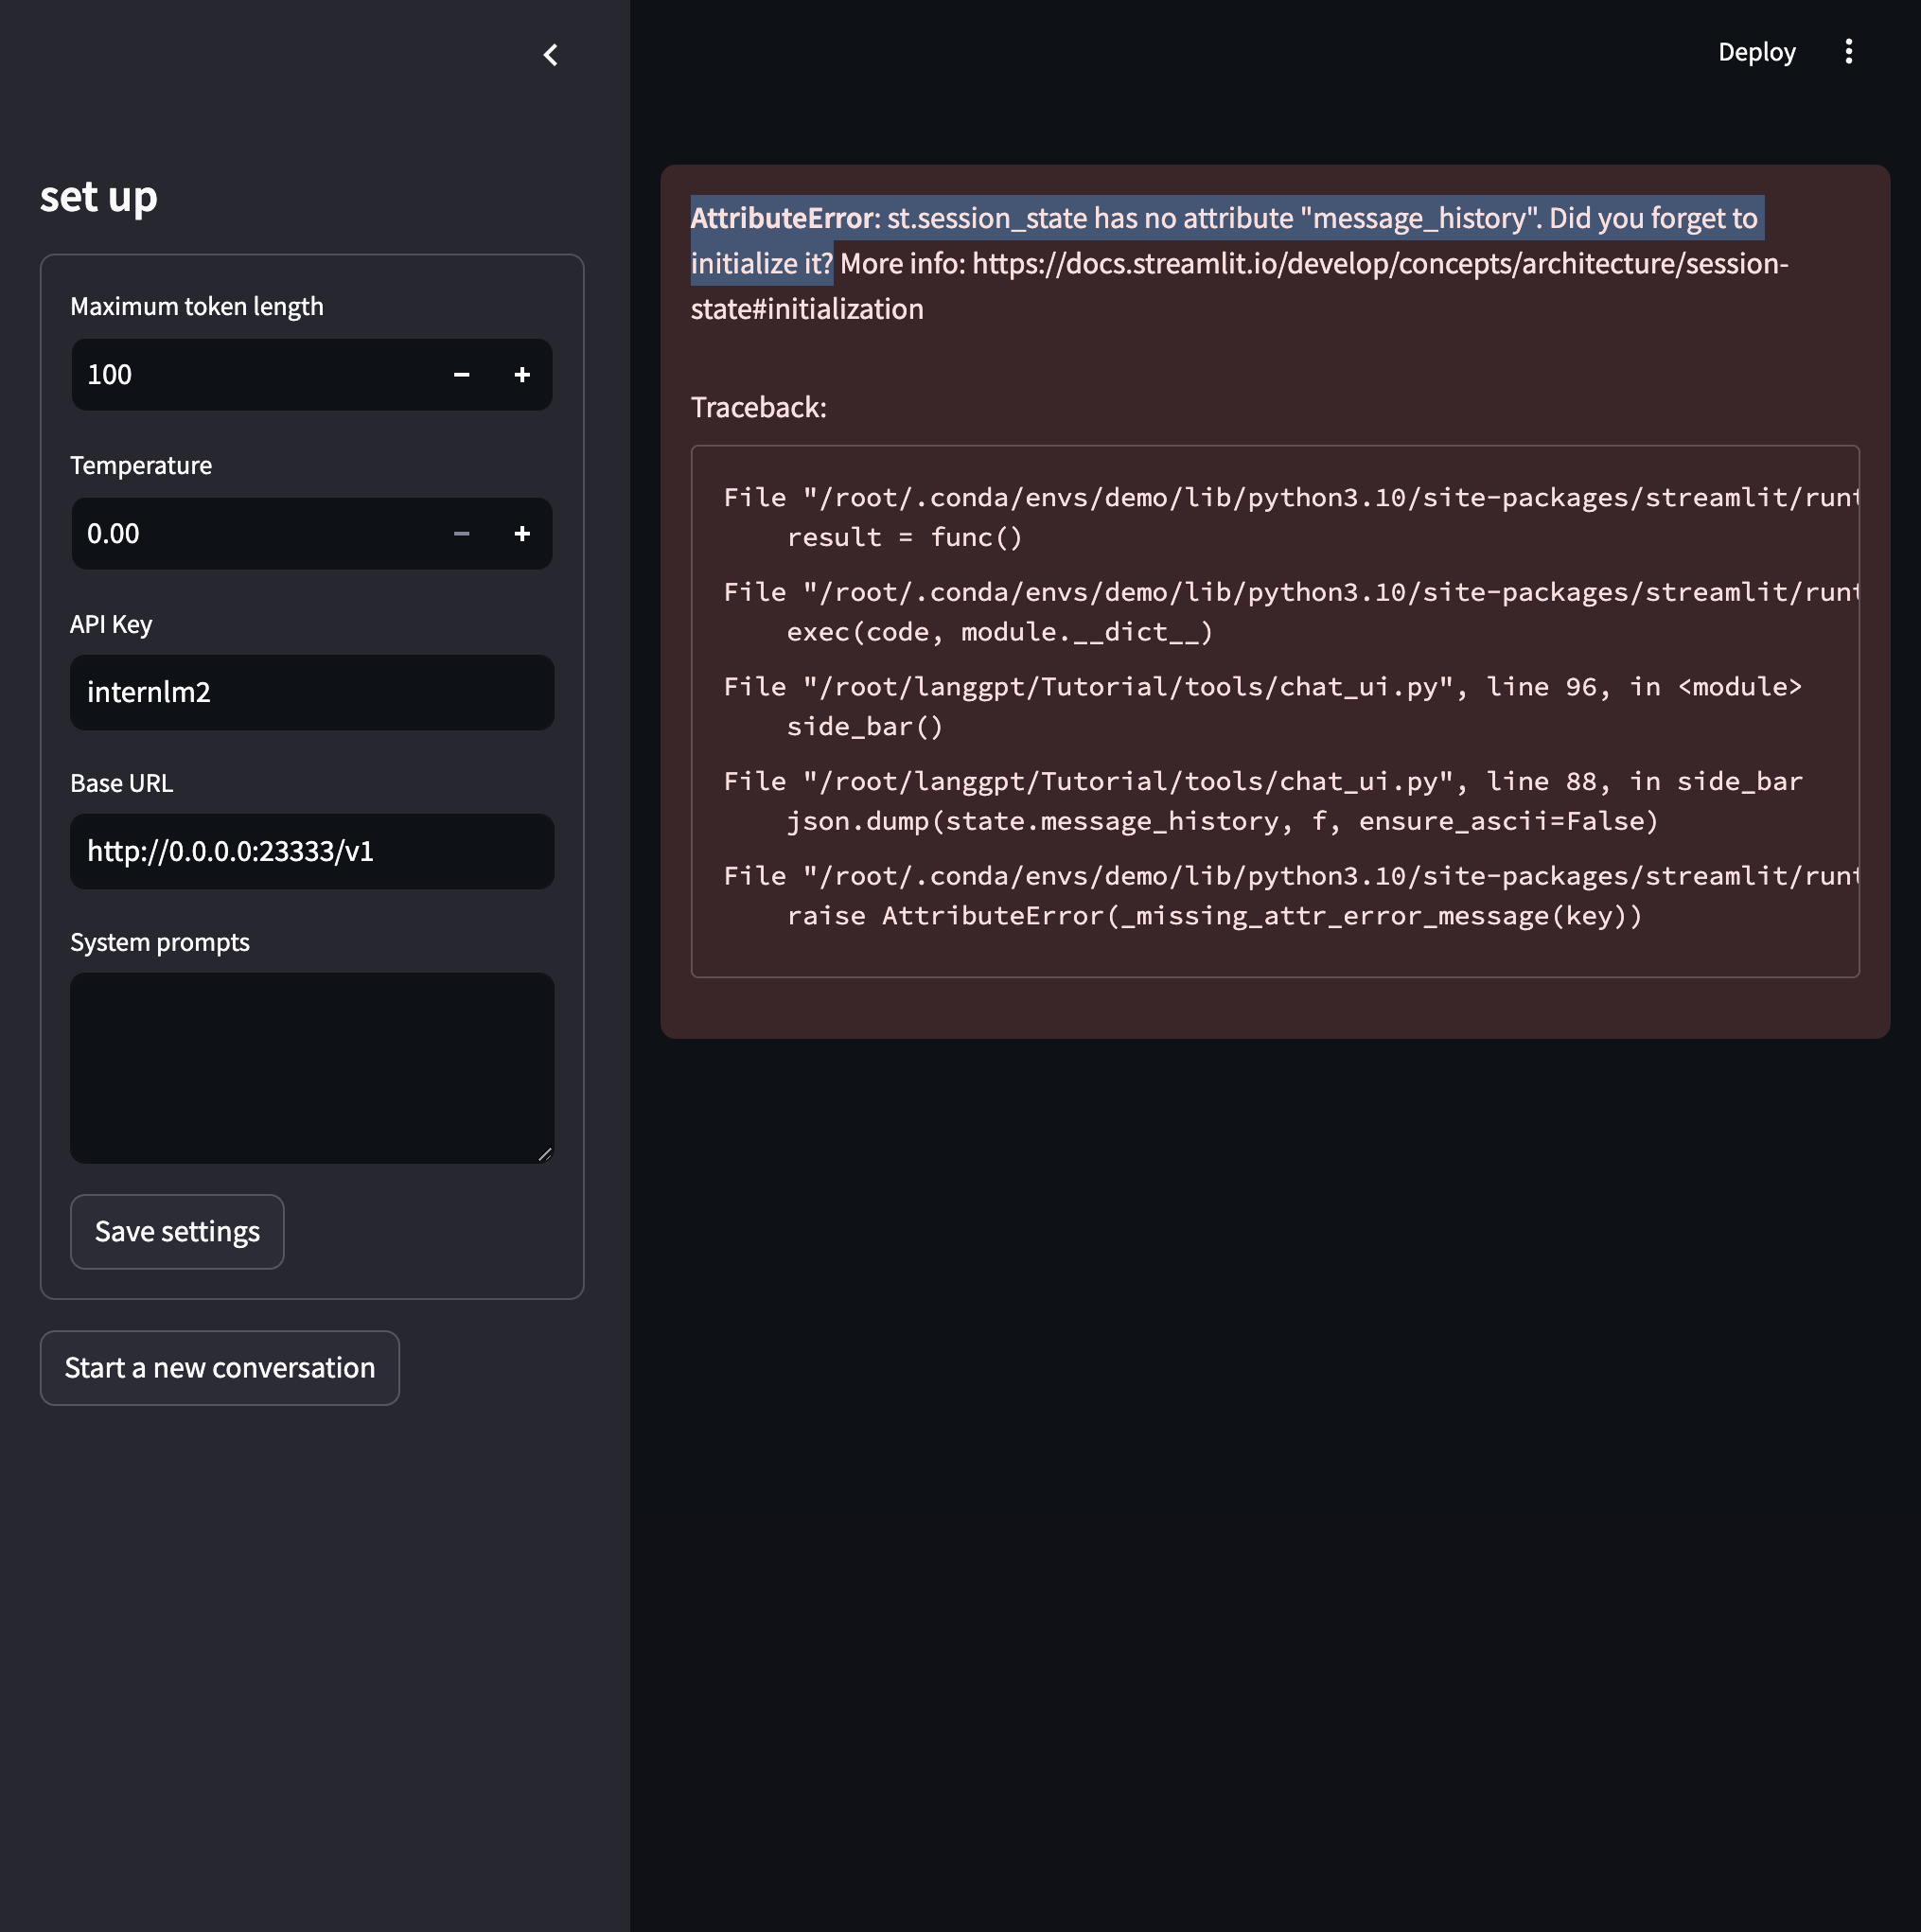 set up
Maximum token length
100
Temperature
0.00
API Key
internlm2
Base URL
http://0.0.0.0:23333/v1
System prompts
Save settings
Start a new conversation
Deploy
AttributeError: st.session_state has no attribute "message_history". Did you forget to
initialize it? More info: https://docs.streamlit.io/develop/concepts/architecture/session-
state#initialization
Traceback:
File "/root/.conda/envs/demo/lib/python3.10/site-packages/streamlit/runt
result = func()
File "/root/.conda/envs/demo/lib/python3.10/site-packages/streamlit/runt
exec(code, module.__dict__)
File "/root/langgpt/Tutorial/tools/chat_ui.py", line 96, in <module>
side_bar()
File "/root/langgpt/Tutorial/tools/chat_ui.py", line 88, in side_bar
json.dump(state.message_history, f, ensure_ascii=False)
File "/root/.conda/envs/demo/lib/python3.10/site-packages/streamlit/runt
raise AttributeError(_missing_attr_error_message(key))